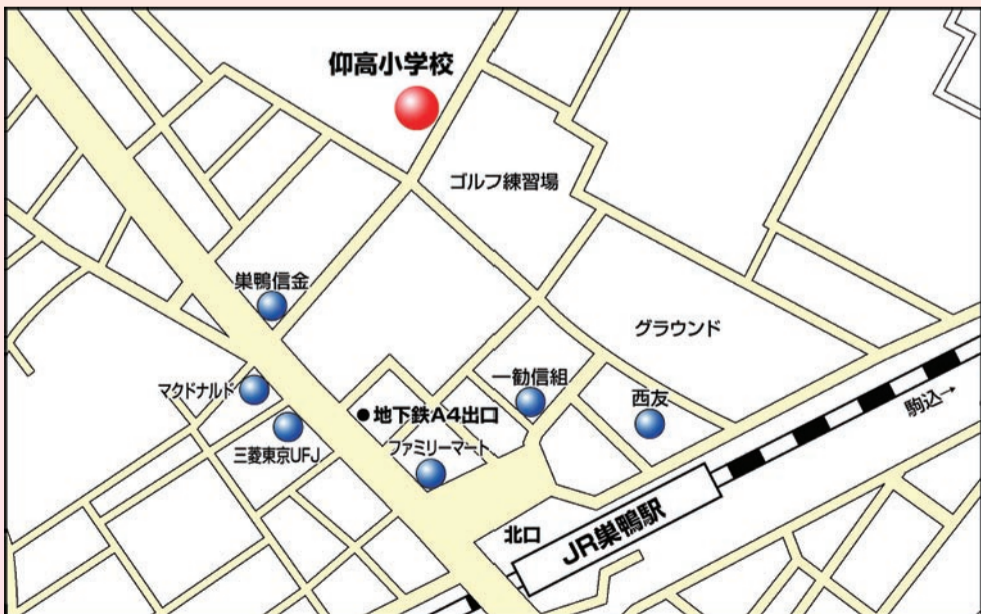 仰高小学校
ゴルフ練習場
巣鴨信金
グラウンド
マクドナルド
一勧信組
西友
駒込→
●地下鉄A4出口
三菱東京UFJ
ファミリーマート
北口
JR巣鴨駅